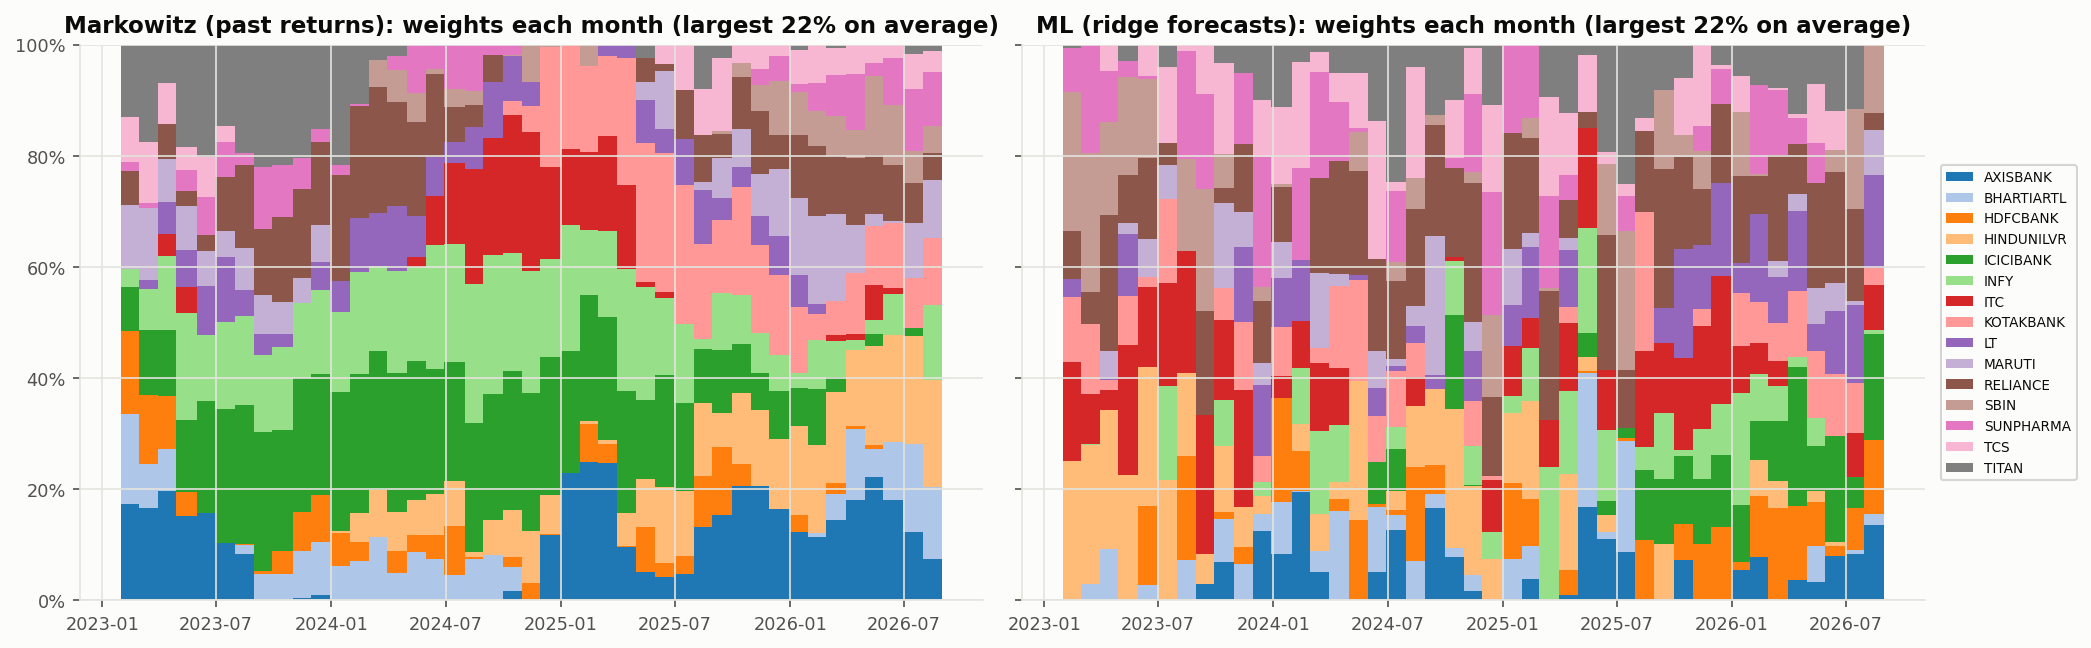 Markowitz (past returns): weights each month (largest 22% on average)
ML (ridge forecasts): weights each month (largest 22% on average)
100%
80%
60%
40%
20%
0%
2023-01
2023-07
2024-01
2024-07
2025-01
2025-07
2026-01
2026-07
2023-01
2023-07
2024-01
2024-07
2025-01
2025-07
2026-01
2026-07
AXISBANK
BHARTIARTL
HDFCBANK
HINDUNILVR
ICICIBANK
INFY
ITC
KOTAKBANK
LT
MARUTI
RELIANCE
SBIN
SUNPHARMA
TCS
TITAN